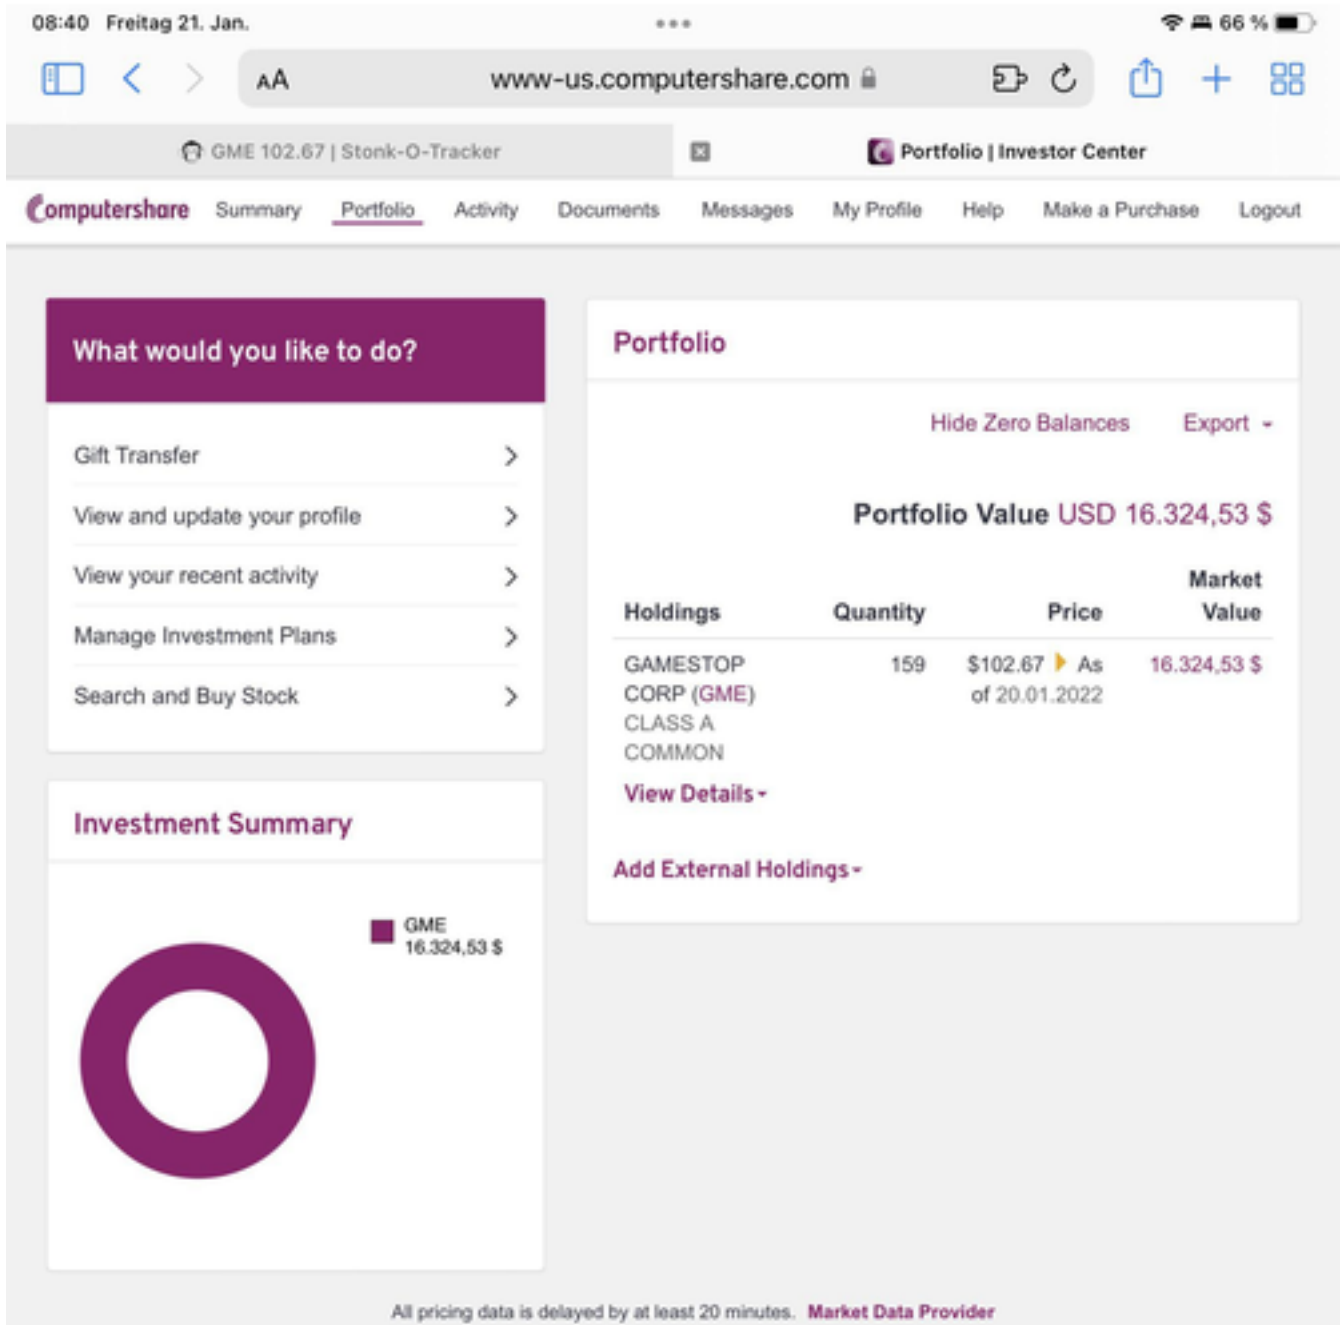 08:40 Freitag 21. Jan.
66 %
AA www-us.computershare.com
GME 102.67 | Stonk-O-Tracker
Portfolio | Investor Center
Computershare Summary Portfolio Activity Documents Messages My Profile Help Make a Purchase Logout
What would you like to do?
Gift Transfer
View and update your profile
View your recent activity
Manage Investment Plans
Search and Buy Stock
Investment Summary
GME
16.324,53 $
Portfolio
Hide Zero Balances Export
Portfolio Value USD 16.324,53 $
Market
Holdings Quantity Price Value
GAMESTOP 159 $102.67 As 16.324,53 $
CORP (GME) of 20.01.2022
CLASS A
COMMON
View Details
Add External Holdings
All pricing data is delayed by at least 20 minutes. Market Data Provider